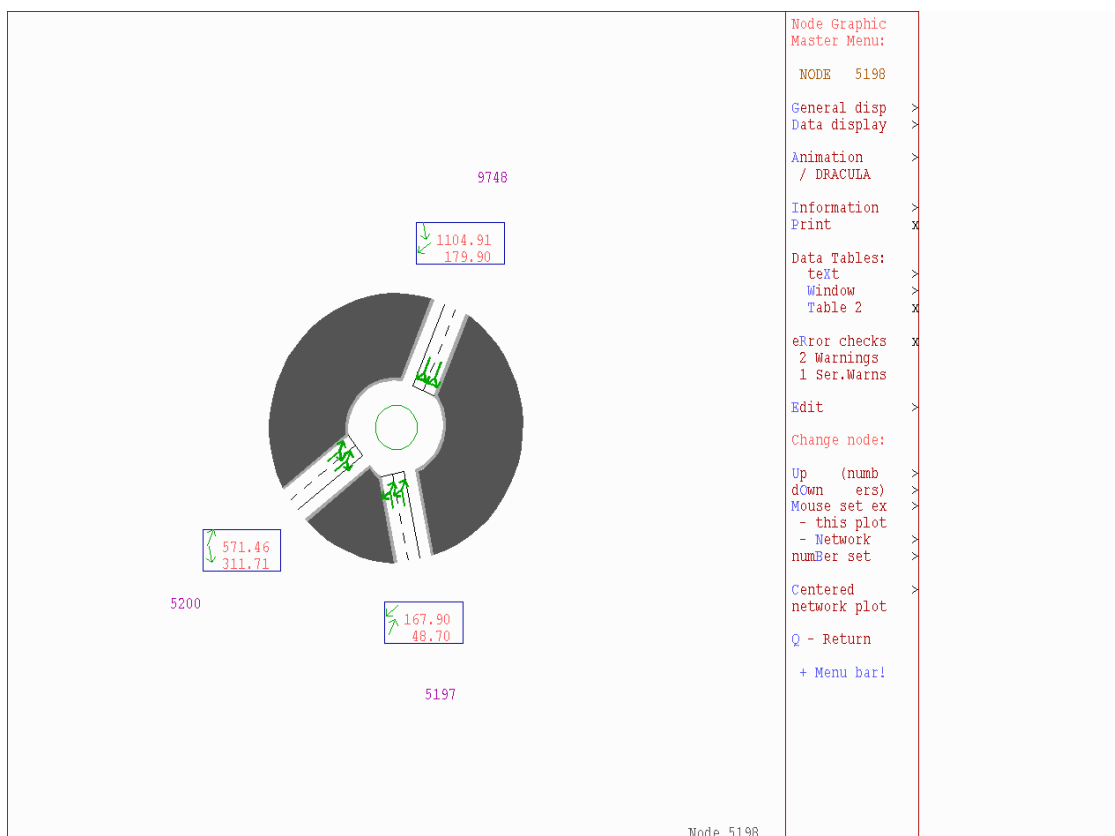 9748
1104.91
179.90
571.46
311.71
5200
167.90
48.70
5197
Node 5198
Node Graphic
Master Menu:
NODE 5198
General disp >
Data display >
Animation >
/ DRACULA
Information >
Print x
Data Tables:
teXt >
Window >
Table 2 x
eRror checks x
2 Warnings
1 Ser.Warns
Edit >
Change node:
Up (numb >
dOwn ers) >
Mouse set ex >
- this plot
- Network >
numBer set >
Centered >
network plot
Q - Return
+ Menu bar!